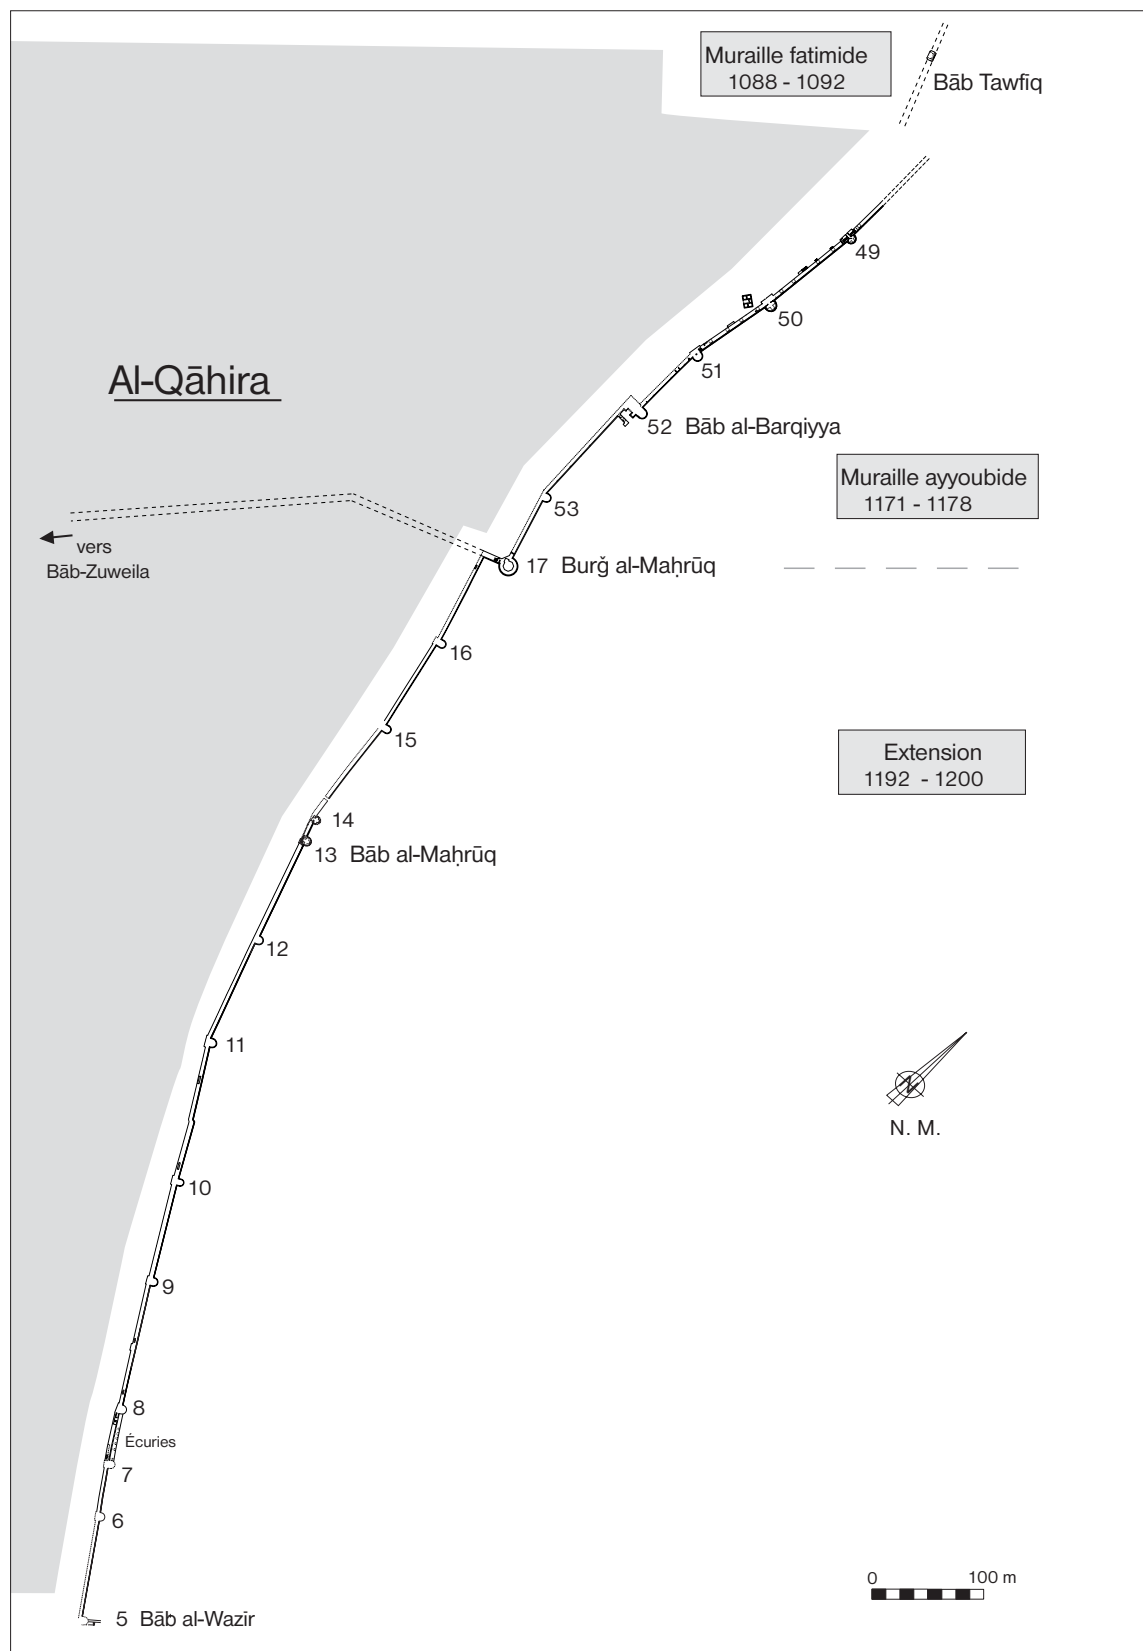 Muraille fatimide
1088 - 1092
Bāb Tawfiq
49
50
51
Al-Qāhira
52 Bāb al-Barqiyya
Muraille ayyoubide
1171 - 1178
53
vers
Bāb-Zuweila
17 Burǧ al-Maḥrūq
16
15
Extension
1192 - 1200
14
13 Bāb al-Maḥrūq
12
11
N
N. M.
10
9
8
Écuries
7
6
0 100 m
5 Bāb al-Wazīr